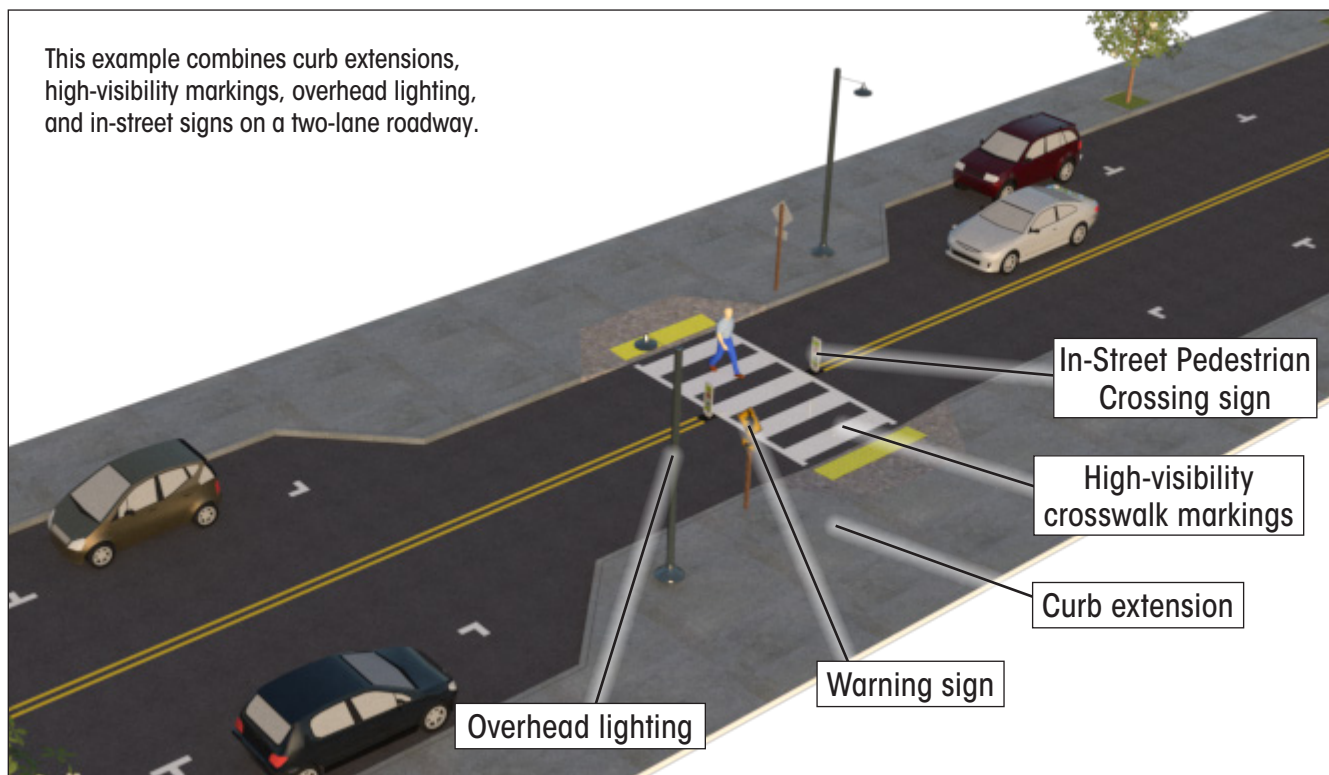 This example combines curb extensions,
high-visibility markings, overhead lighting,
and in-street signs on a two-lane roadway.
In-Street Pedestrian
Crossing sign
High-visibility
crosswalk markings
Curb extension
Warning sign
Overhead lighting